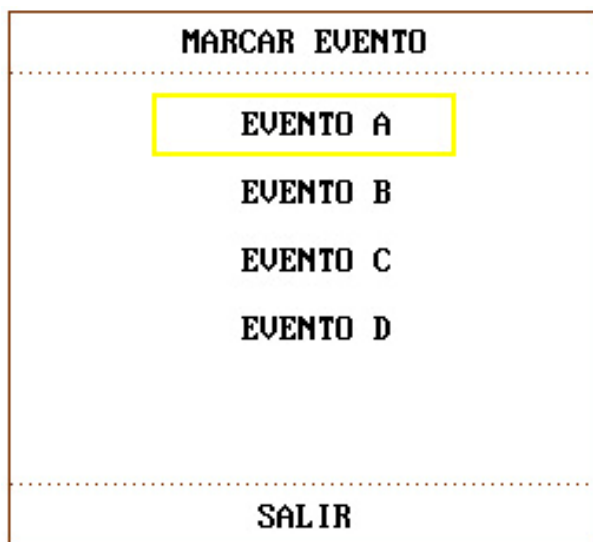 MARCAR EVENTO
EVENTO A
EVENTO B
EVENTO C
EVENTO D
SALIR